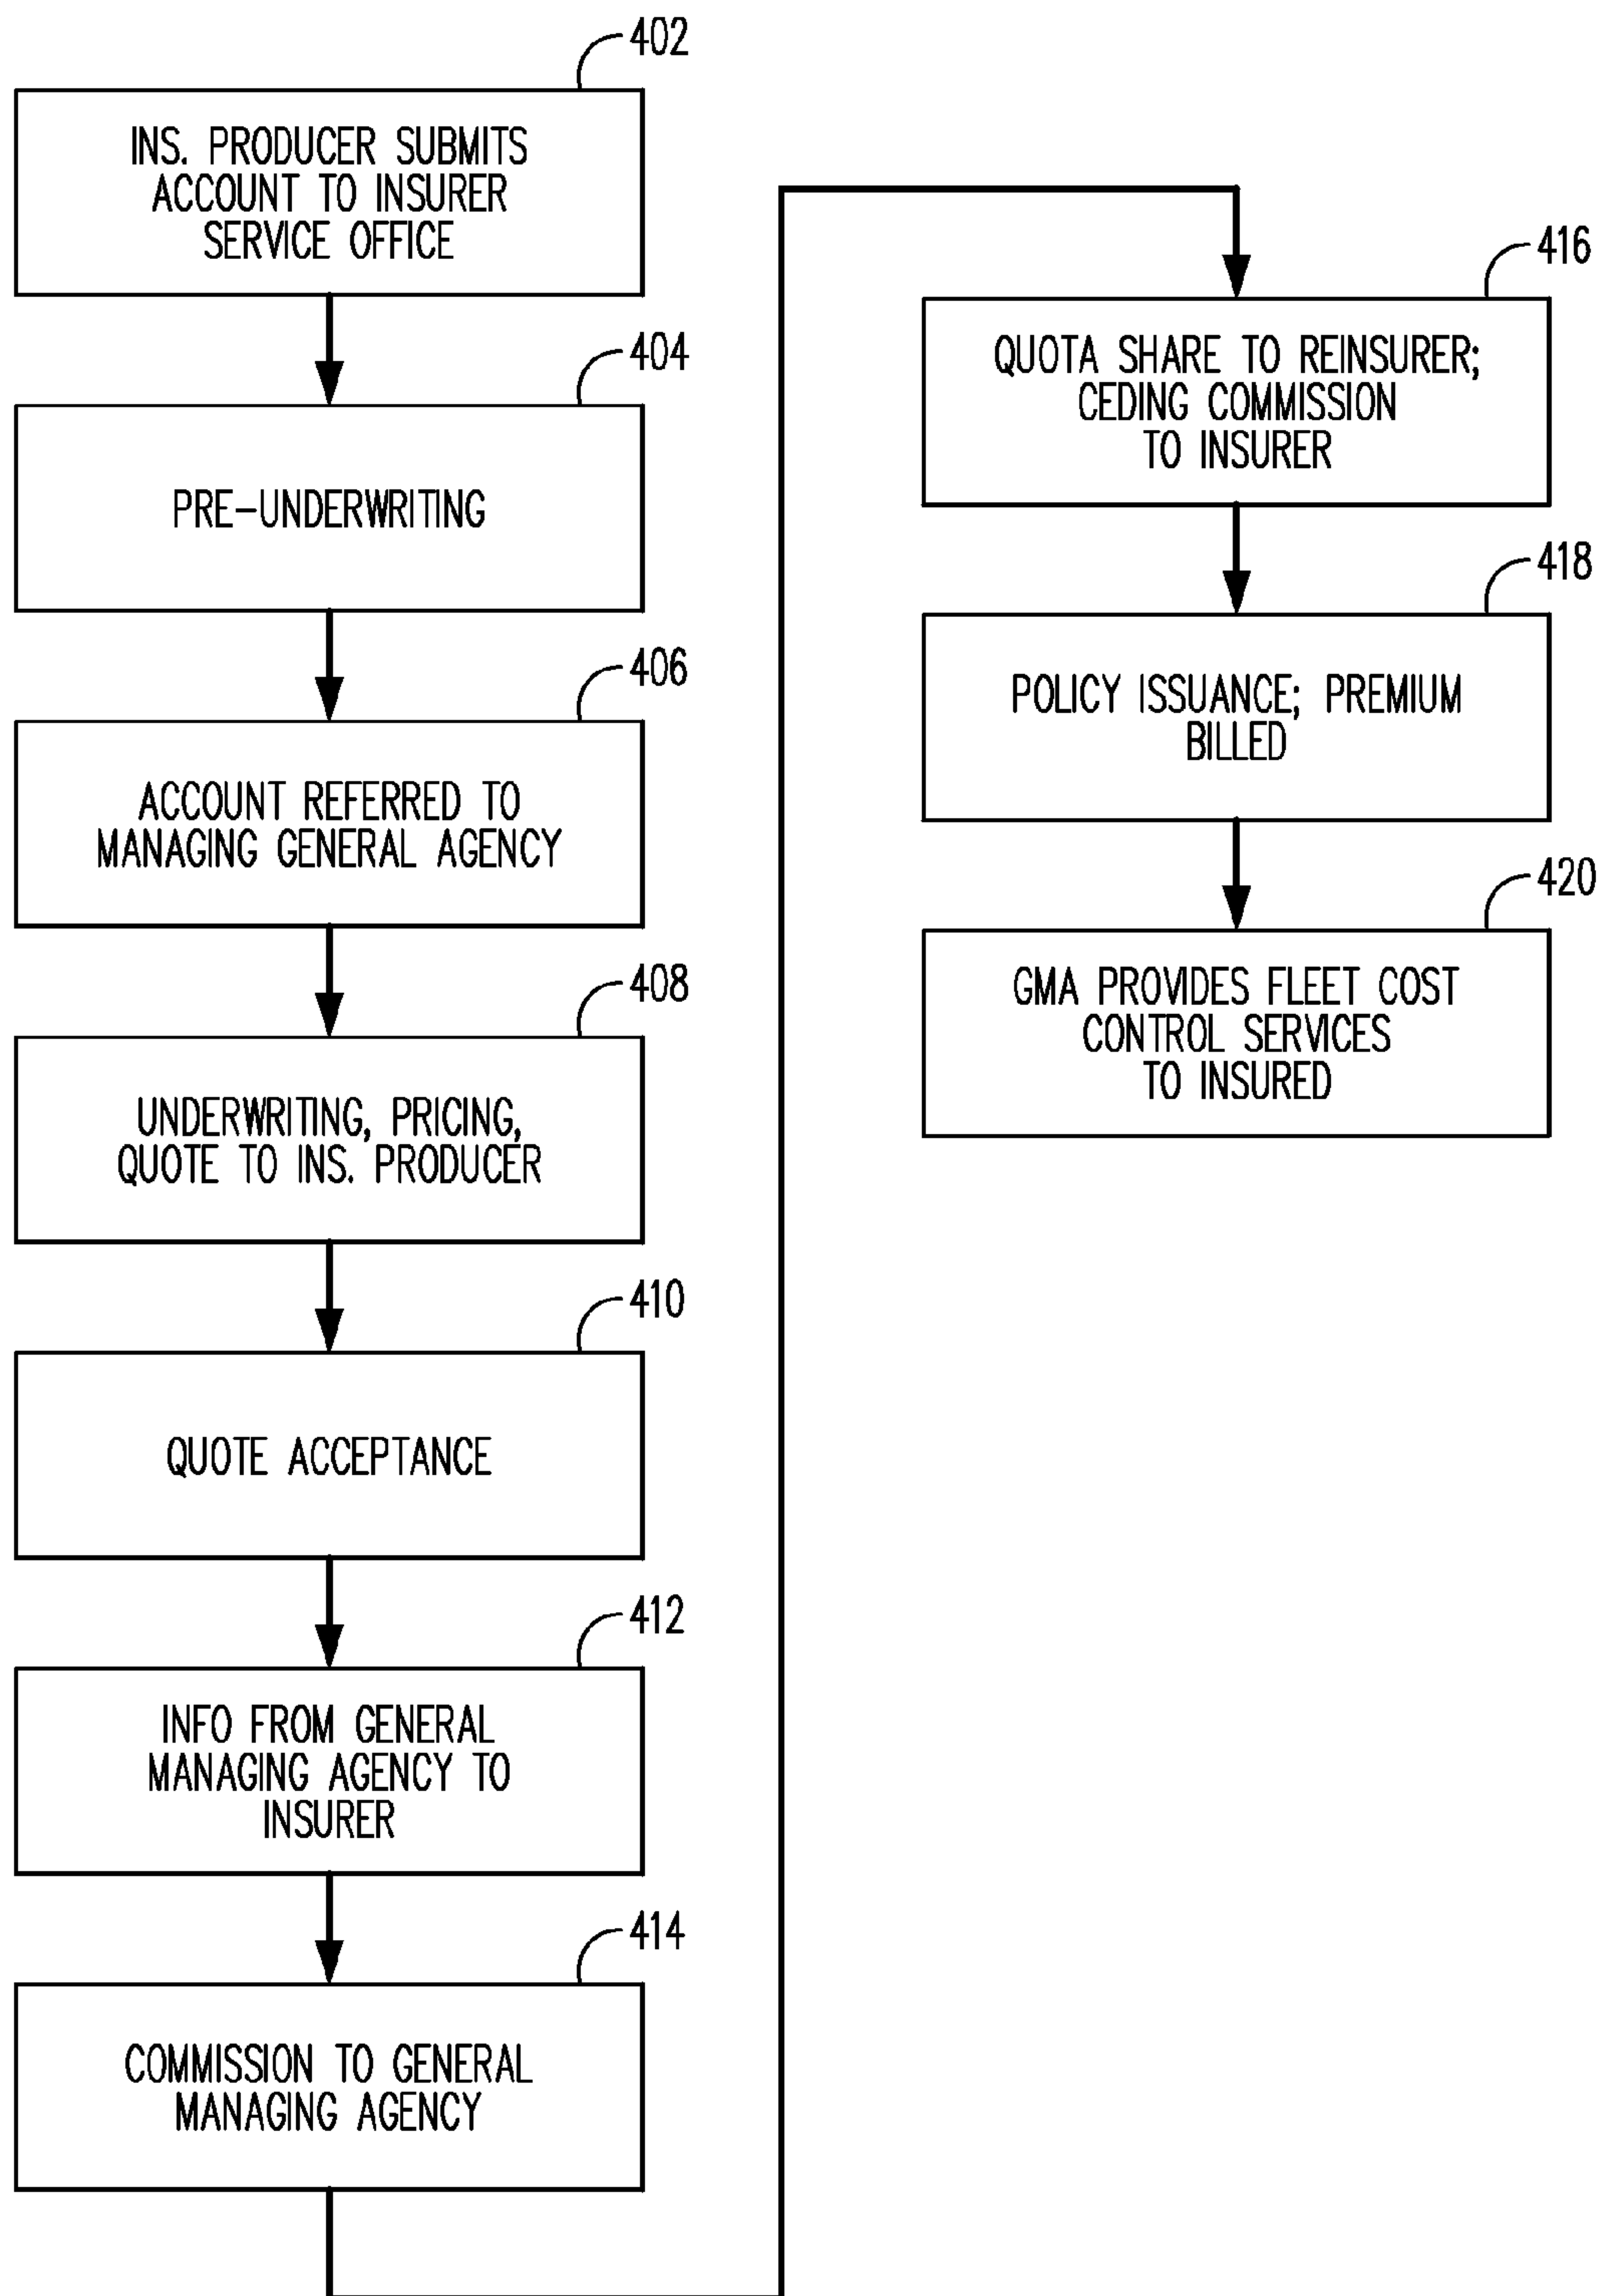 402
INS. PRODUCER SUBMITS
ACCOUNT TO INSURER
SERVICE OFFICE
404
PRE-UNDERWRITING
406
ACCOUNT REFERRED TO
MANAGING GENERAL AGENCY
408
UNDERWRITING, PRICING,
QUOTE TO INS. PRODUCER
410
QUOTE ACCEPTANCE
412
INFO FROM GENERAL
MANAGING AGENCY TO
INSURER
414
COMMISSION TO GENERAL
MANAGING AGENCY
416
QUOTA SHARE TO REINSURER;
CEDING COMMISSION
TO INSURER
418
POLICY ISSUANCE; PREMIUM
BILLED
420
GMA PROVIDES FLEET COST
CONTROL SERVICES
TO INSURED